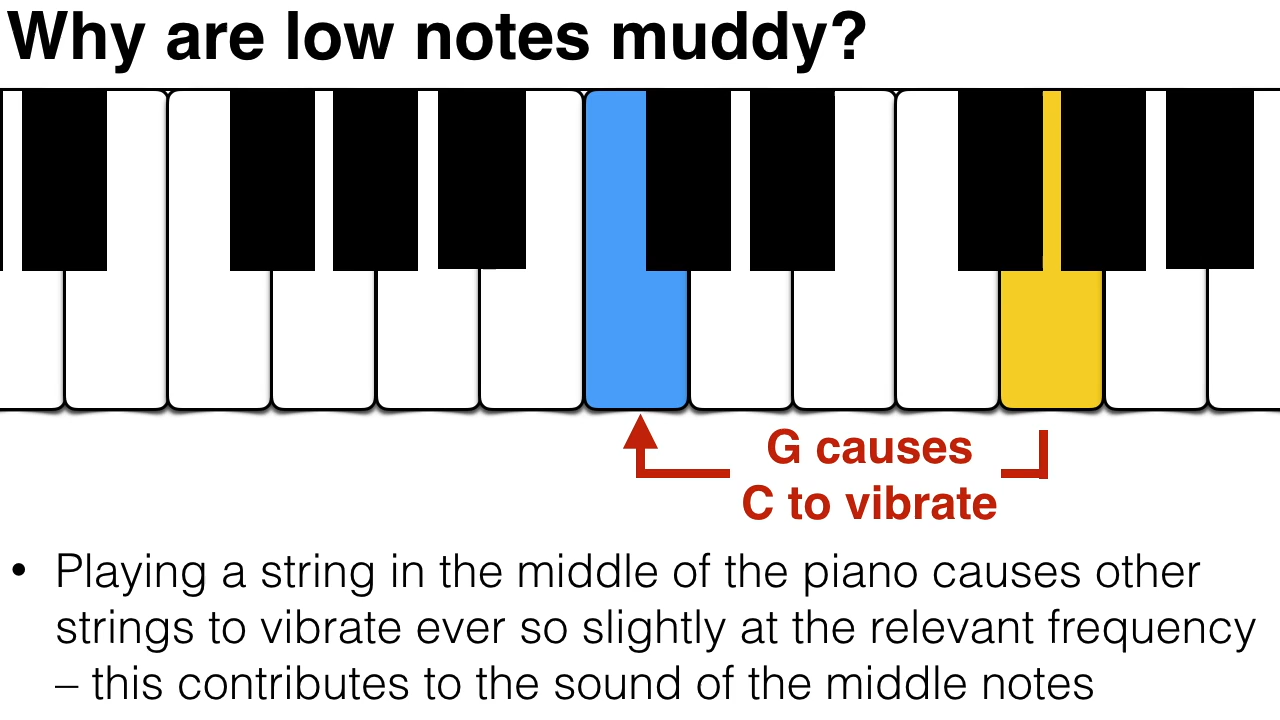 Why are low notes muddy?
G causes
C to vibrate
• Playing a string in the middle of the piano causes other
strings to vibrate ever so slightly at the relevant frequency
– this contributes to the sound of the middle notes